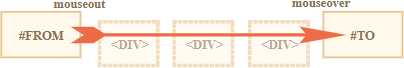 mouseout mouseover
#FROM <DIV> <DIV> <DIV> #TO